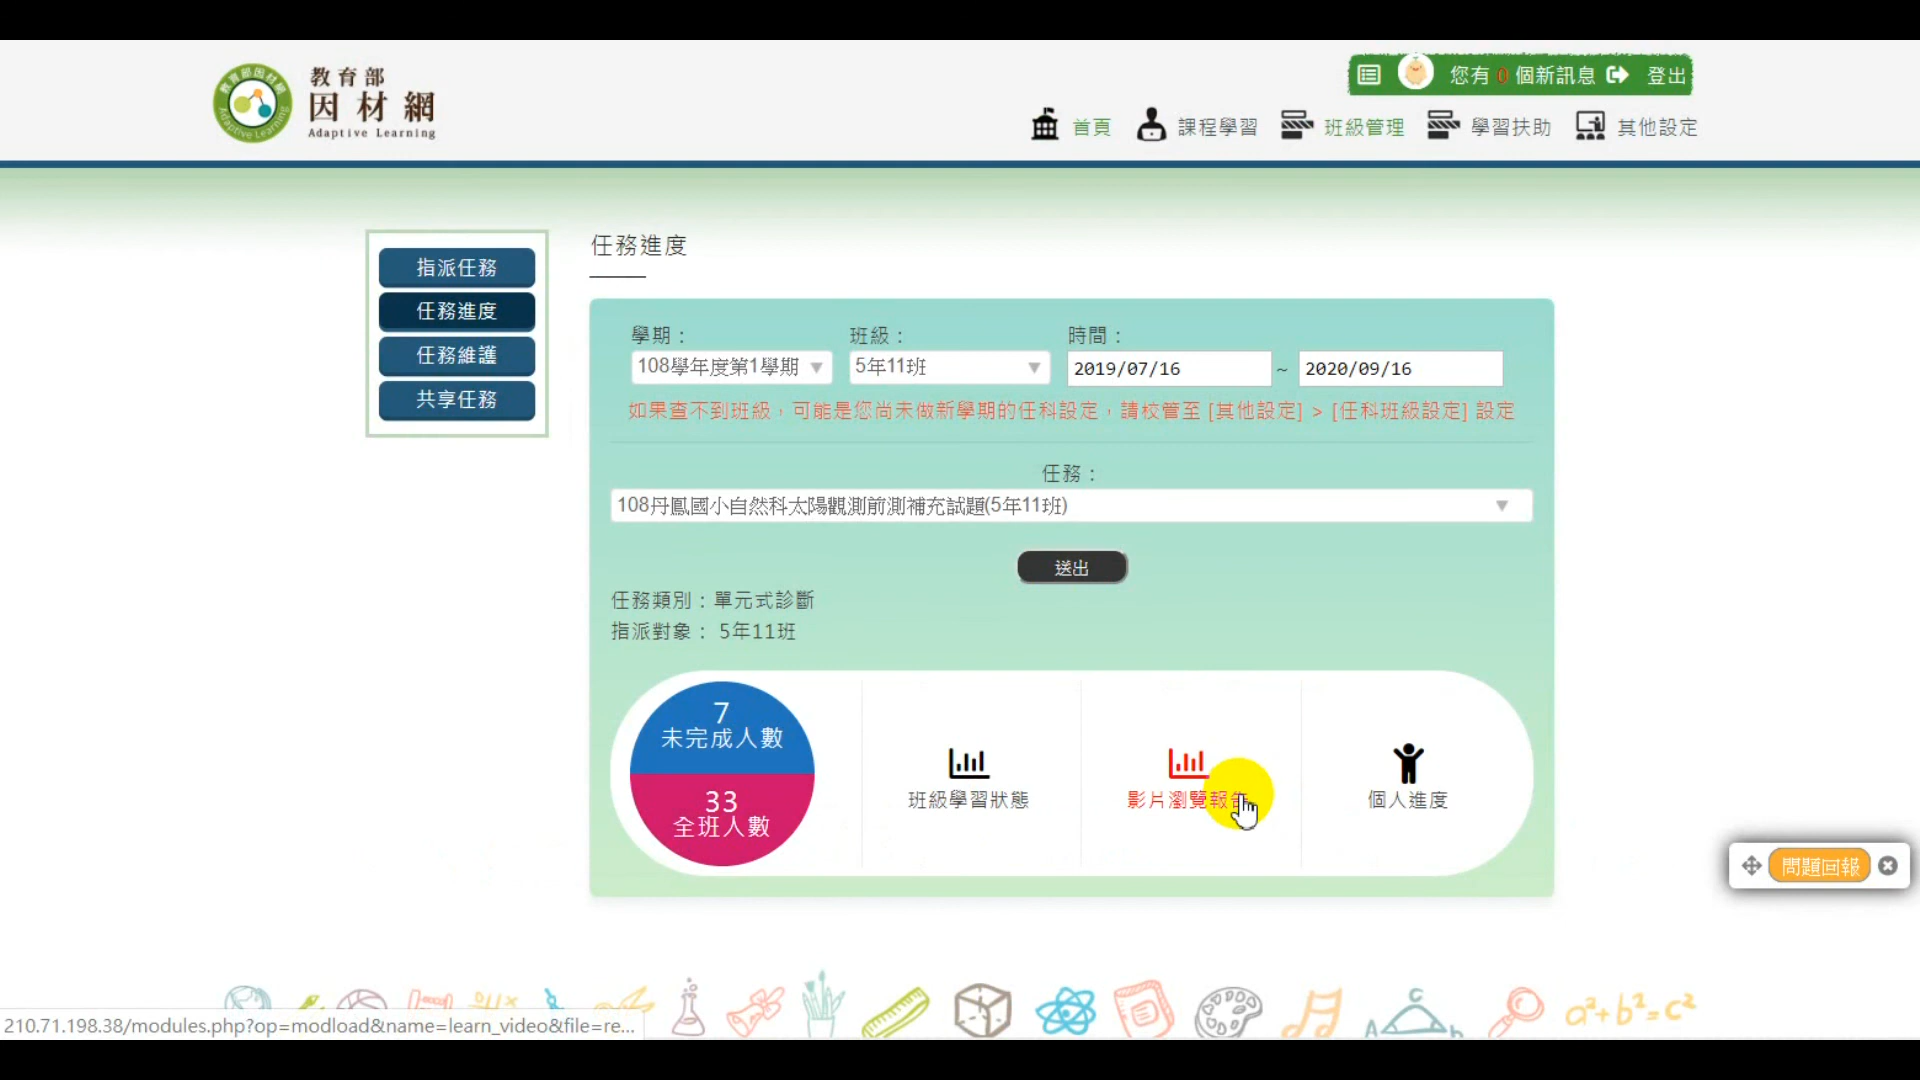 教育部
因材網
Adaptive Learning
您有 0 個新訊息 登出
首頁 課程學習 班級管理 學習扶助 其他設定
指派任務
任務進度
任務維護
共享任務
任務進度
學期：
班級：
時間：
108學年度第1學期
5年11班
2019/07/16 ~ 2020/09/16
如果查不到班級，可能是您尚未做新學期的任科設定，請校管至 [其他設定] > [任科班級設定] 設定
任務：
108丹鳳國小自然科太陽觀測前測補充試題(5年11班)
送出
任務類別：單元式診斷
指派對象： 5年11班
7
未完成人數
33
全班人數
班級學習狀態
影片瀏覽報告
個人進度
問題回報
a²+b²=c²
210.71.198.38/modules.php?op=modload&name=learn_video&file=re...